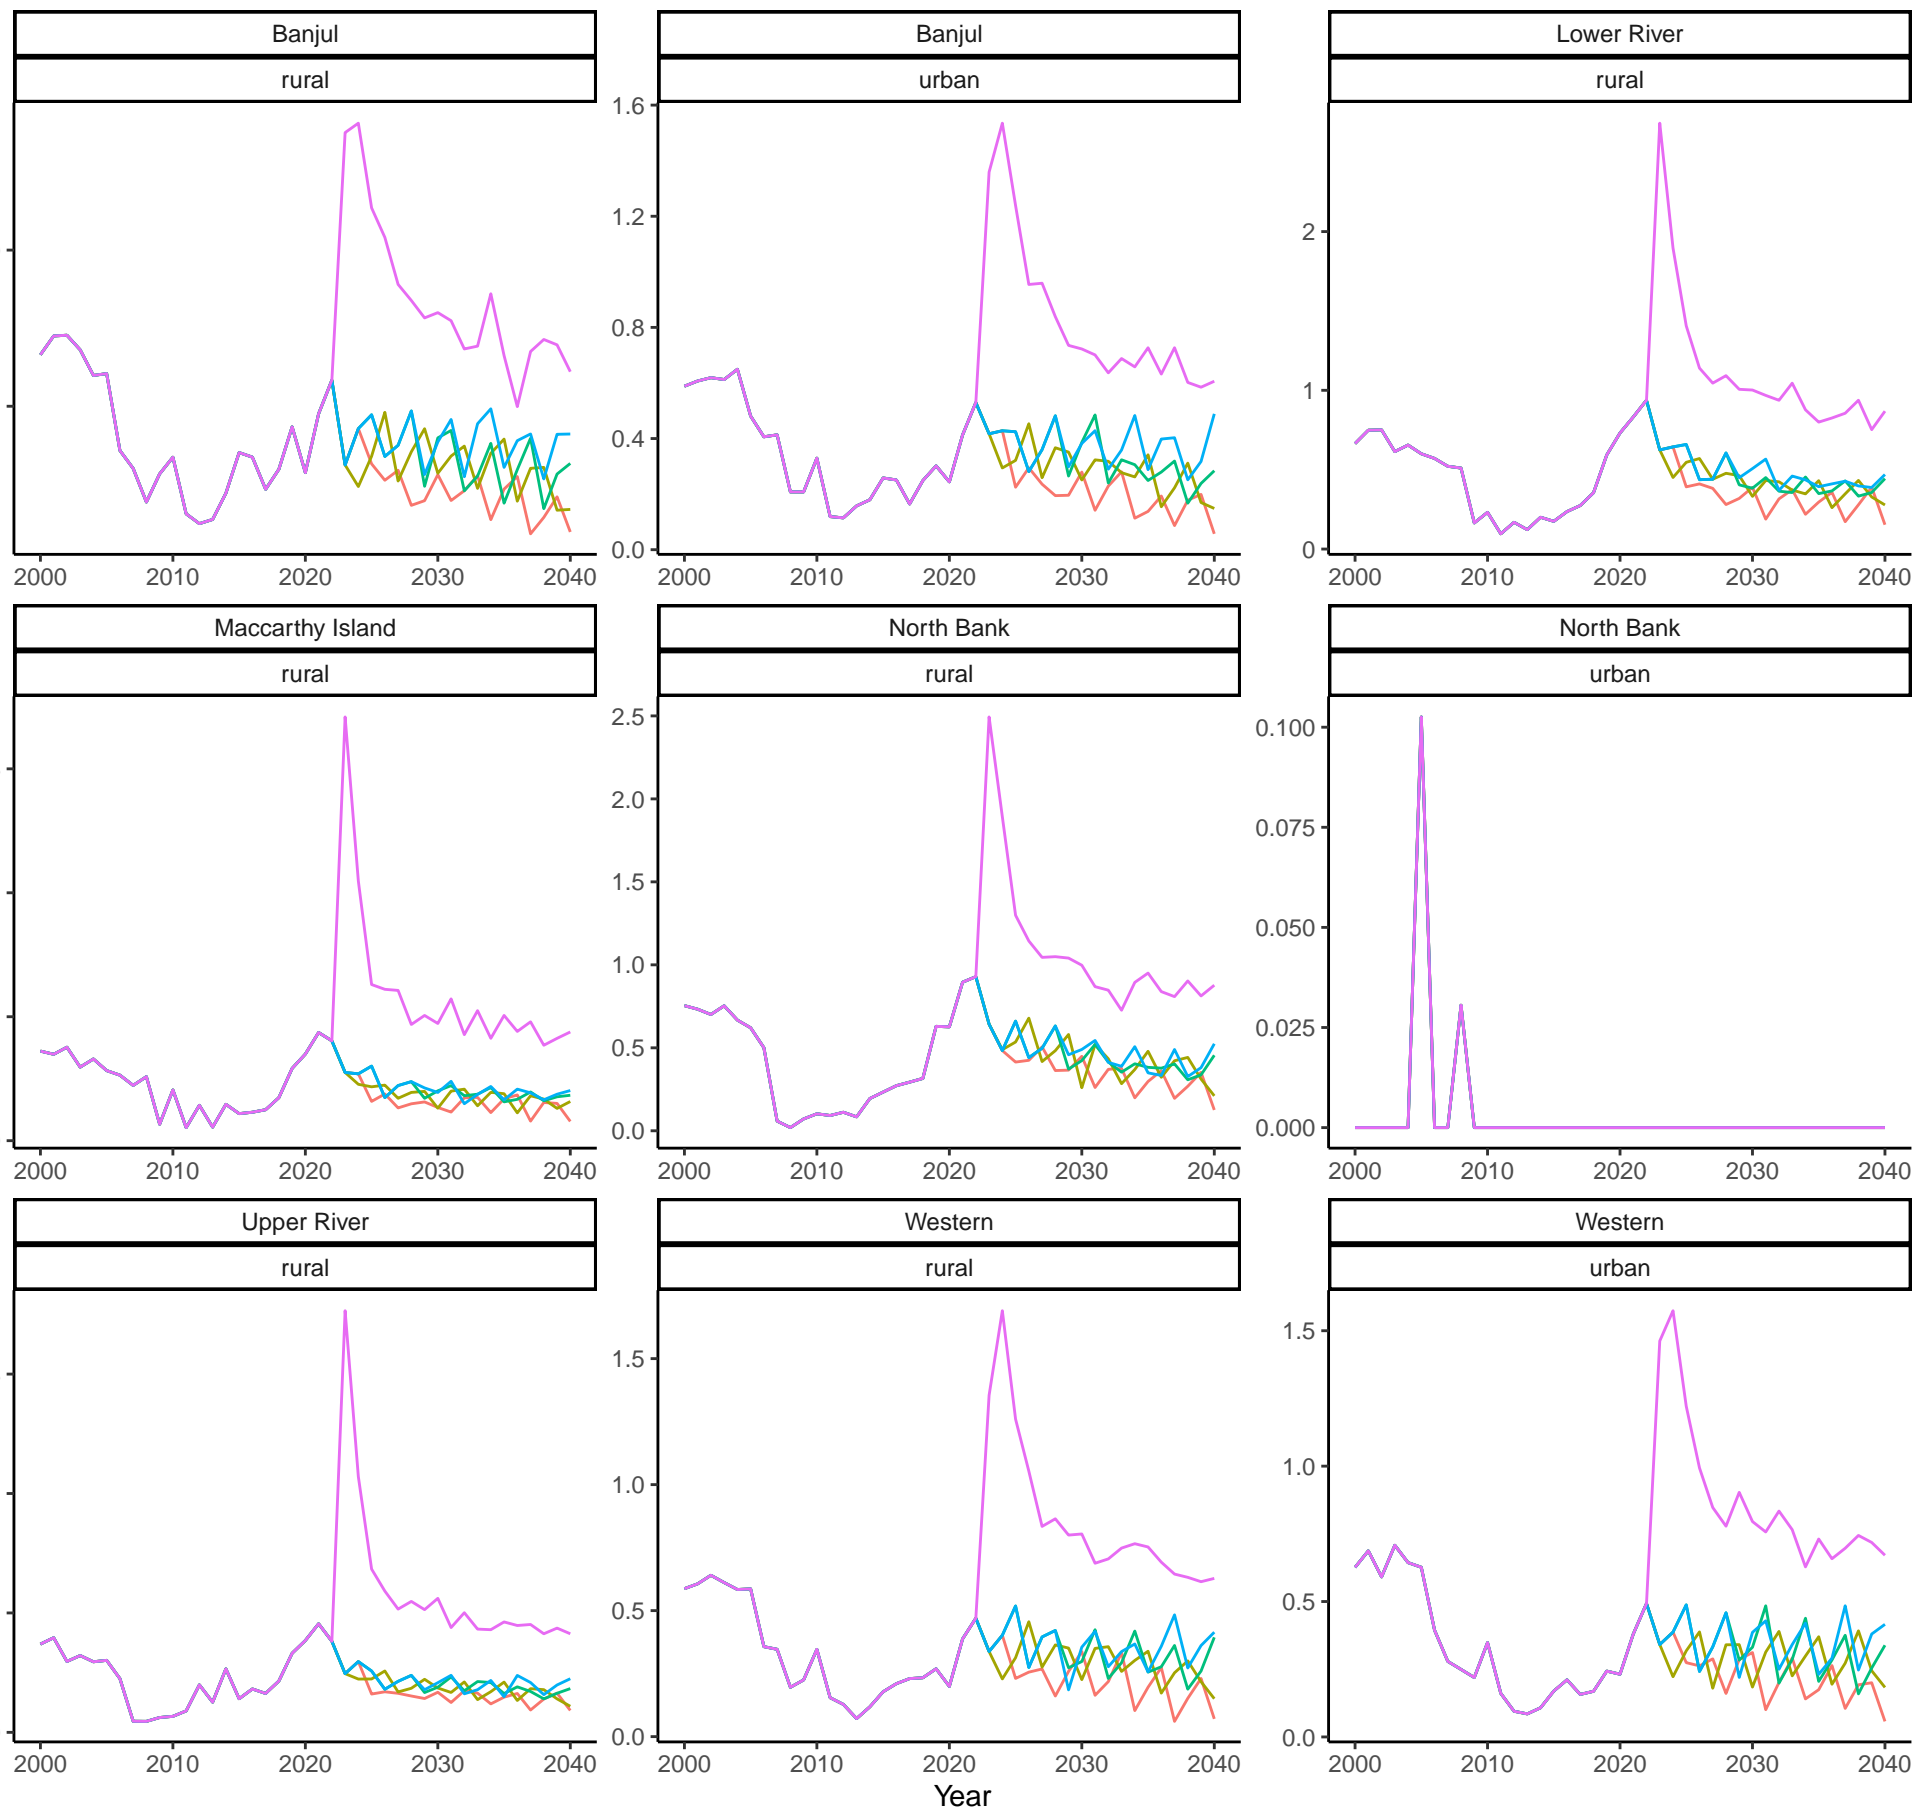 Banjul
rural
Banjul
urban
Lower River
rural
1.6
1.2
0.8
0.4
0.0
2
1
0
2000 2010 2020 2030 2040
2000 2010 2020 2030 2040
2000 2010 2020 2030 2040
Maccarthy Island
rural
North Bank
rural
North Bank
urban
2.5
2.0
1.5
1.0
0.5
0.0
0.100
0.075
0.050
0.025
0.000
2000 2010 2020 2030 2040
2000 2010 2020 2030 2040
2000 2010 2020 2030 2040
Upper River
rural
Western
rural
Western
urban
1.5
1.0
0.5
0.0
1.5
1.0
0.5
0.0
2000 2010 2020 2030 2040
2000 2010 2020 2030 2040
2000 2010 2020 2030 2040
Year